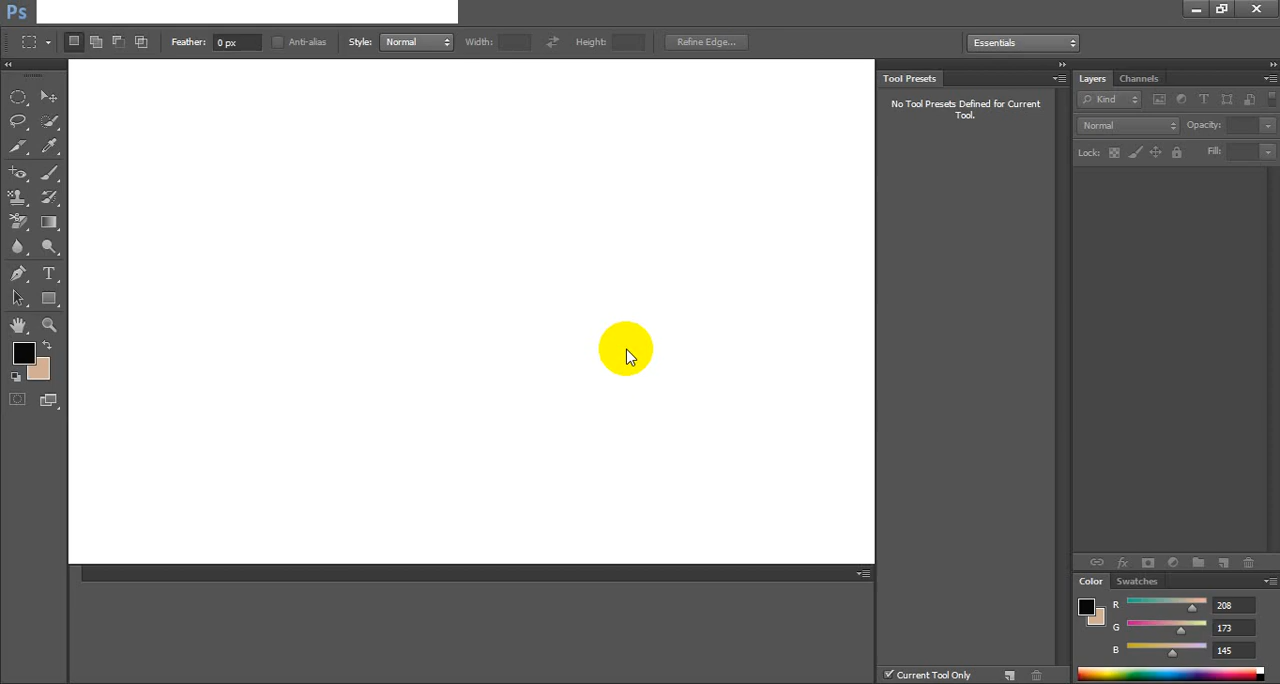 Ps
Feather: 0 px Anti-alias Style: Normal Width: Height: Refine Edge... Essentials
Tool Presets
No Tool Presets Defined for Current
Tool.
Current Tool Only
Layers Channels
Kind T
Normal Opacity:
Lock: Fill:
fx
Color Swatches
R 208
G 173
B 145
T